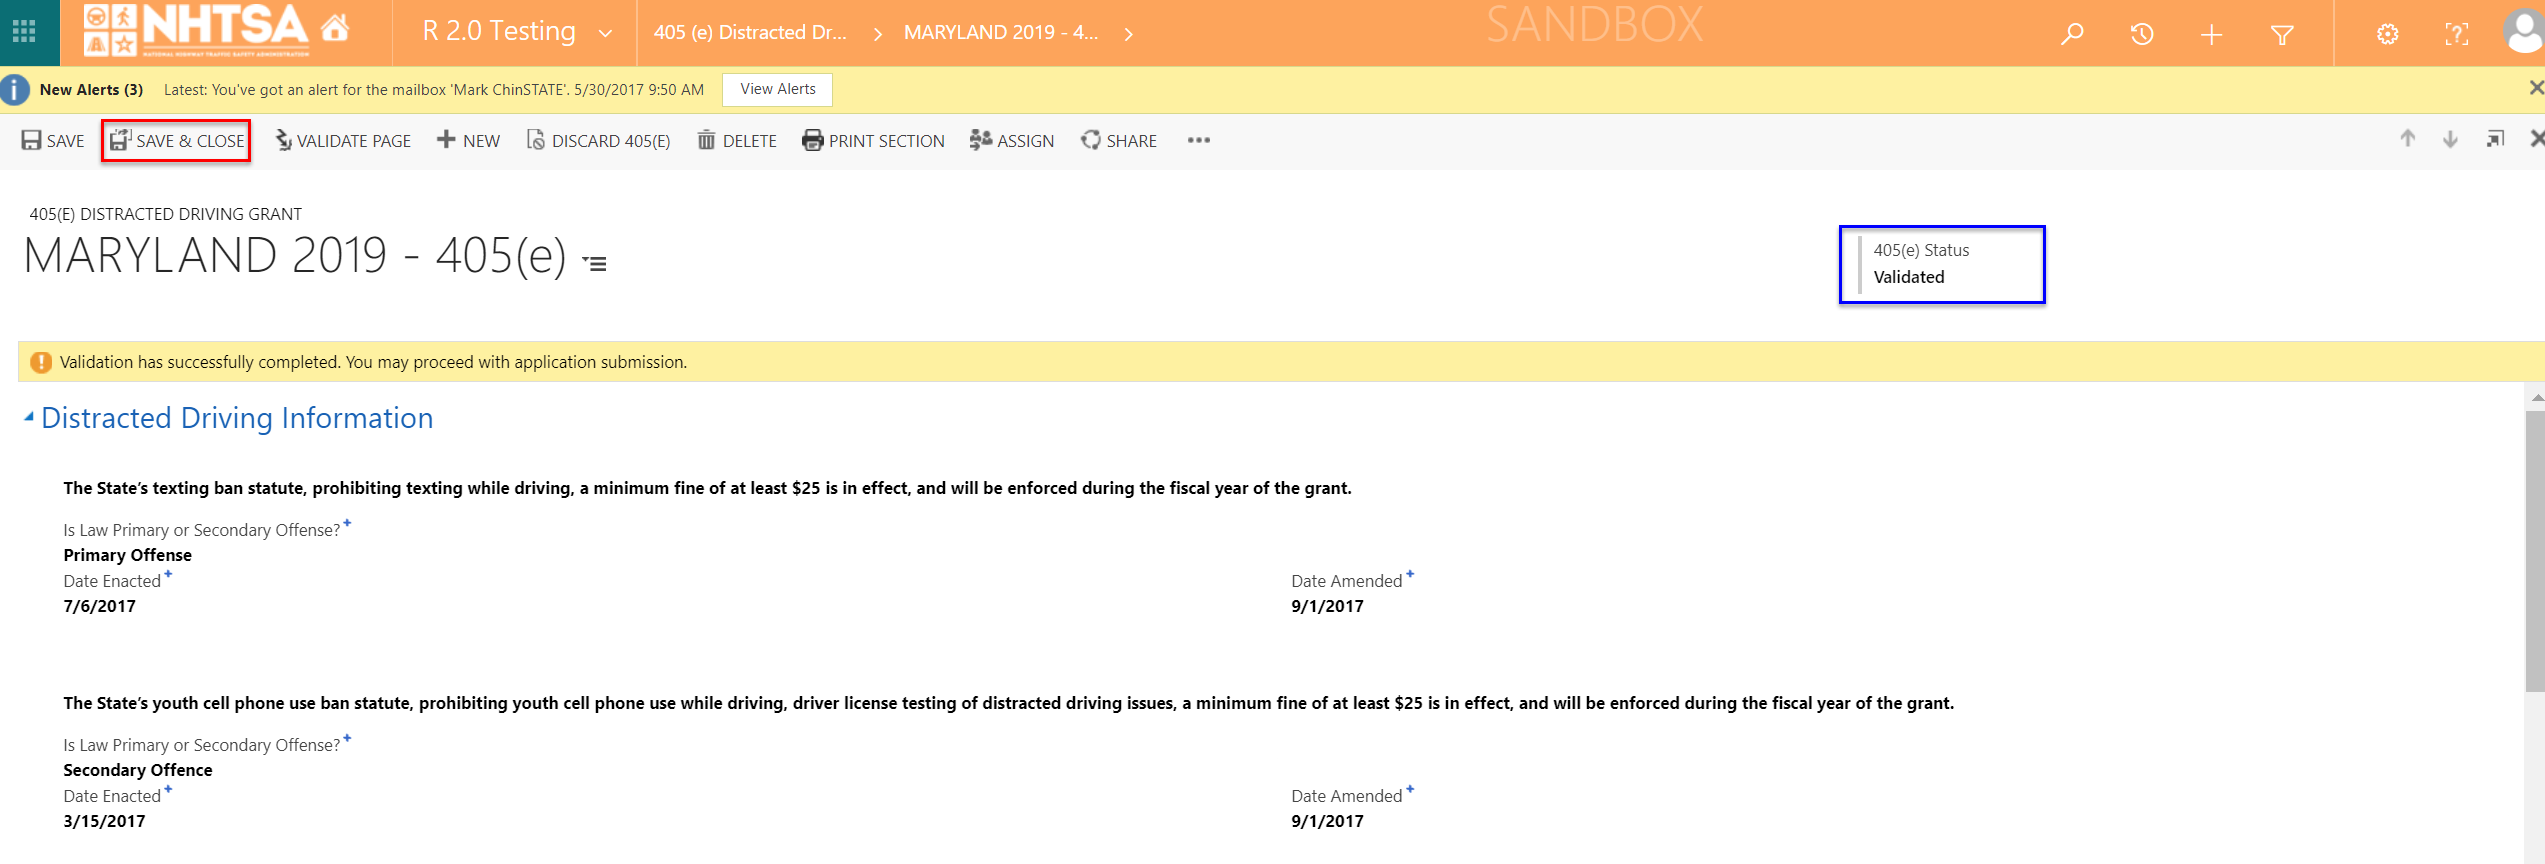 NHTSA
NATIONAL HIGHWAY TRAFFIC SAFETY ADMINISTRATION
R 2.0 Testing
405 (e) Distracted Dr...
MARYLAND 2019 - 4...
SANDBOX
New Alerts (3) Latest: You've got an alert for the mailbox 'Mark ChinSTATE'. 5/30/2017 9:50 AM View Alerts
SAVE SAVE & CLOSE VALIDATE PAGE NEW DISCARD 405(E) DELETE PRINT SECTION ASSIGN SHARE •••
405(E) DISTRACTED DRIVING GRANT
MARYLAND 2019 - 405(e)
405(e) Status
Validated
Validation has successfully completed. You may proceed with application submission.
Distracted Driving Information
The State’s texting ban statute, prohibiting texting while driving, a minimum fine of at least $25 is in effect, and will be enforced during the fiscal year of the grant.
Is Law Primary or Secondary Offense?+
Primary Offense
Date Enacted+ Date Amended+
7/6/2017 9/1/2017
The State’s youth cell phone use ban statute, prohibiting youth cell phone use while driving, driver license testing of distracted driving issues, a minimum fine of at least $25 is in effect, and will be enforced during the fiscal year of the grant.
Is Law Primary or Secondary Offense?+
Secondary Offence
Date Enacted+ Date Amended+
3/15/2017 9/1/2017